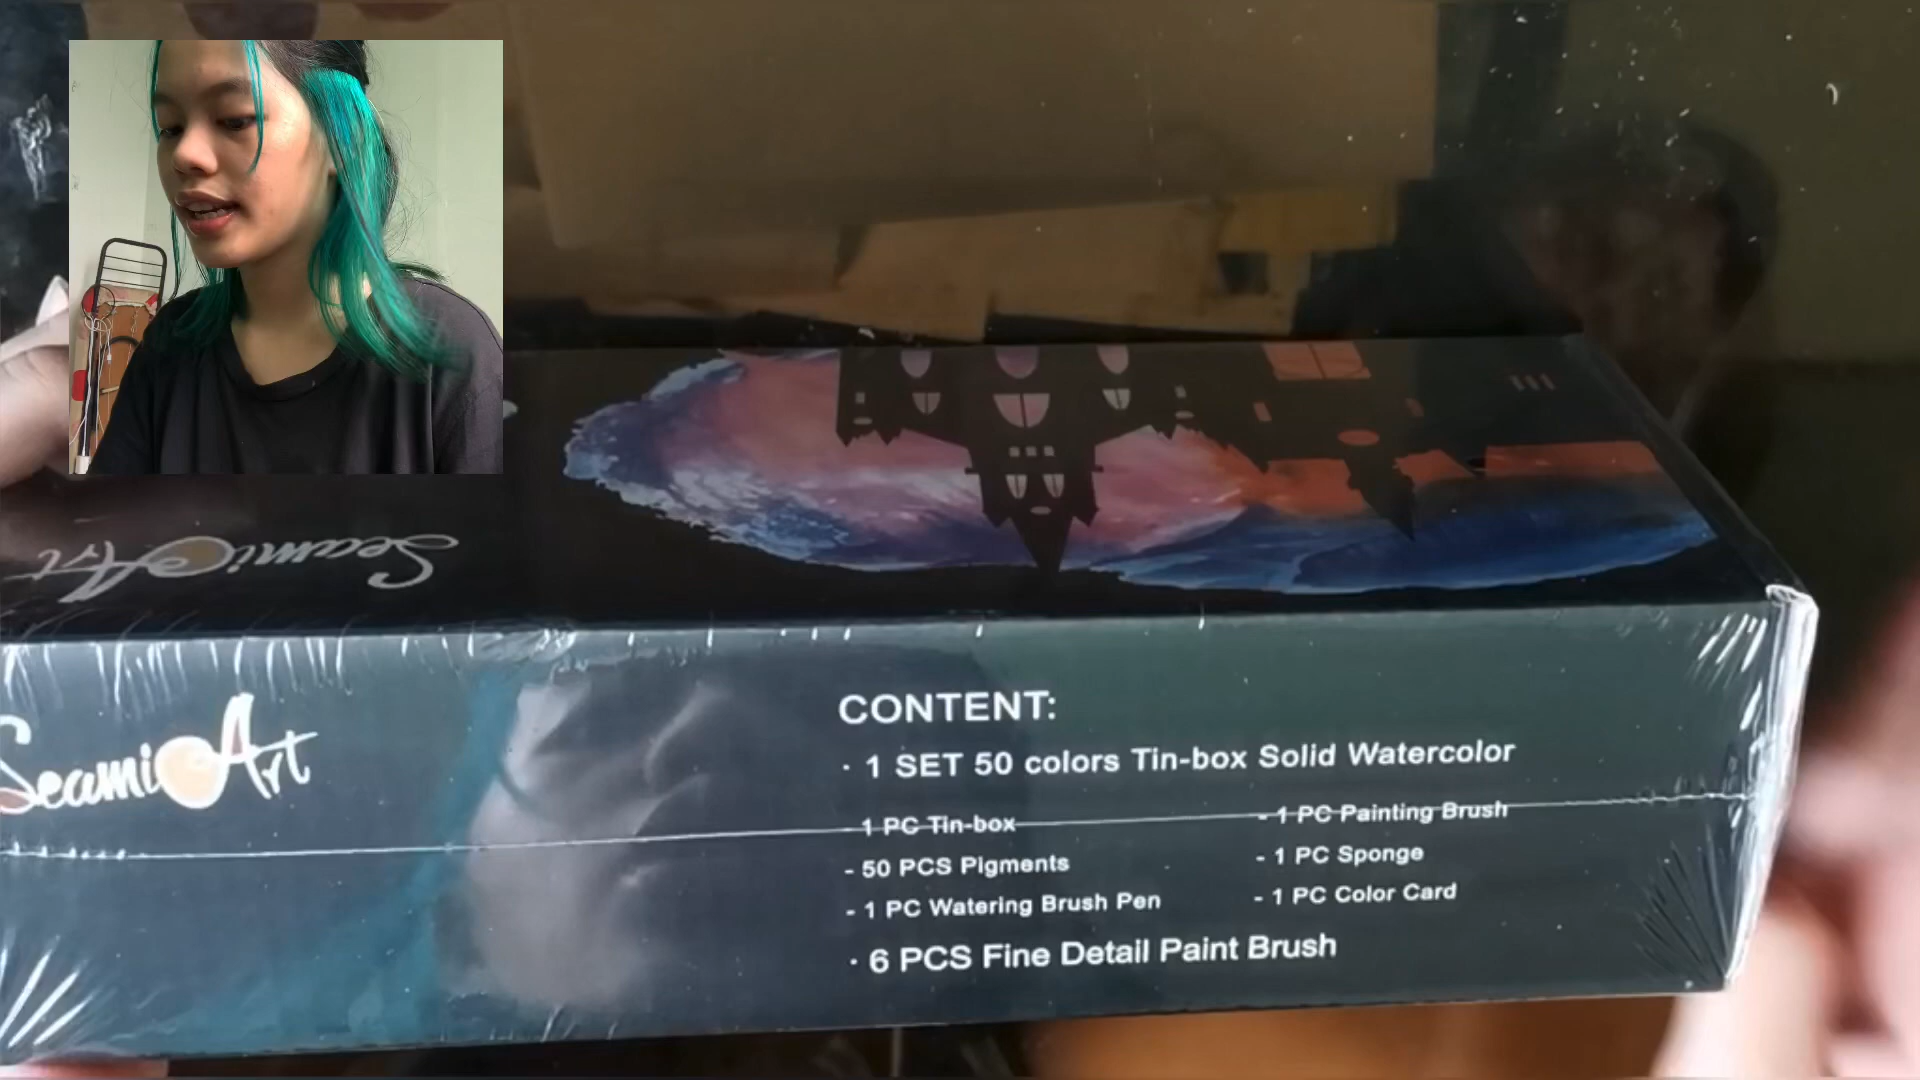 SeamiArt
SeamiArt
CONTENT:
· 1 SET 50 colors Tin-box Solid Watercolor
- 1 PC Tin-box
- 50 PCS Pigments
- 1 PC Watering Brush Pen
- 1 PC Painting Brush
- 1 PC Sponge
- 1 PC Color Card
· 6 PCS Fine Detail Paint Brush